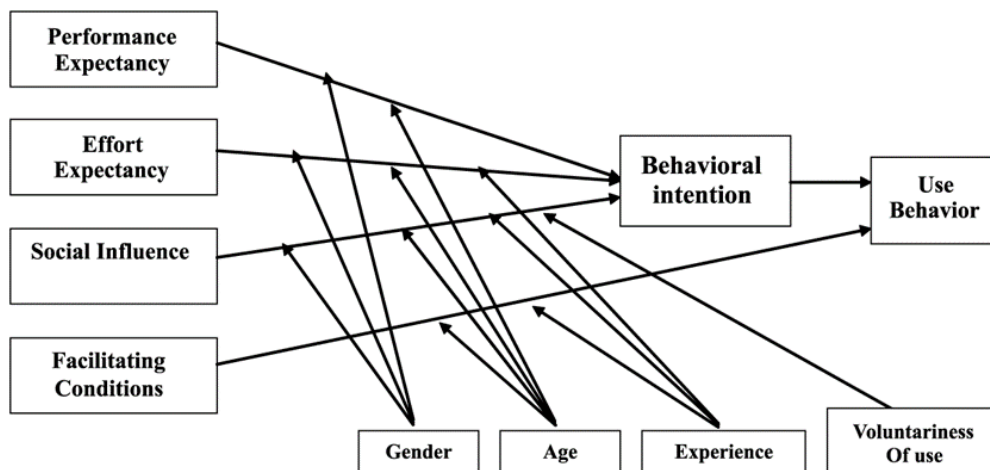 Performance
Expectancy
Effort
Expectancy
Social Influence
Facilitating
Conditions
Behavioral
intention
Use
Behavior
Gender
Age
Experience
Voluntariness
Of use